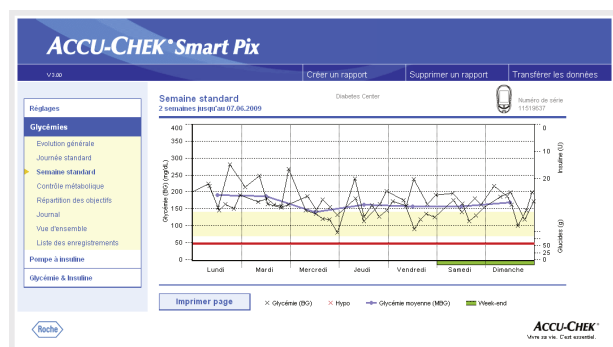 ACCU-CHEK® Smart Pix
V 3.00
Créer un rapport
Supprimer un rapport
Transférer les données
Réglages
Glycémies
Evolution générale
Journée standard
Semaine standard
Contrôle métabolique
Répartition des objectifs
Journal
Vue d'ensemble
Liste des enregistrements
Pompe à insuline
Glycémie & Insuline
Semaine standard
2 semaines jusqu'au 07.06.2009
Diabetes Center
Numéro de série
11519837
Glycémie (BG) (mg/dL)
400
350
300
250
200
150
100
50
0
0
10
20
Insuline (U)
50
25
0
Glucides (g)
Lundi
Mardi
Mercredi
Jeudi
Vendredi
Samedi
Dimanche
Imprimer page
Glycémie (BG)
Hypo
Glycémie moyenne (MBG)
Week-end
Roche
ACCU-CHEK®
Vivre sa vie. C'est essentiel.